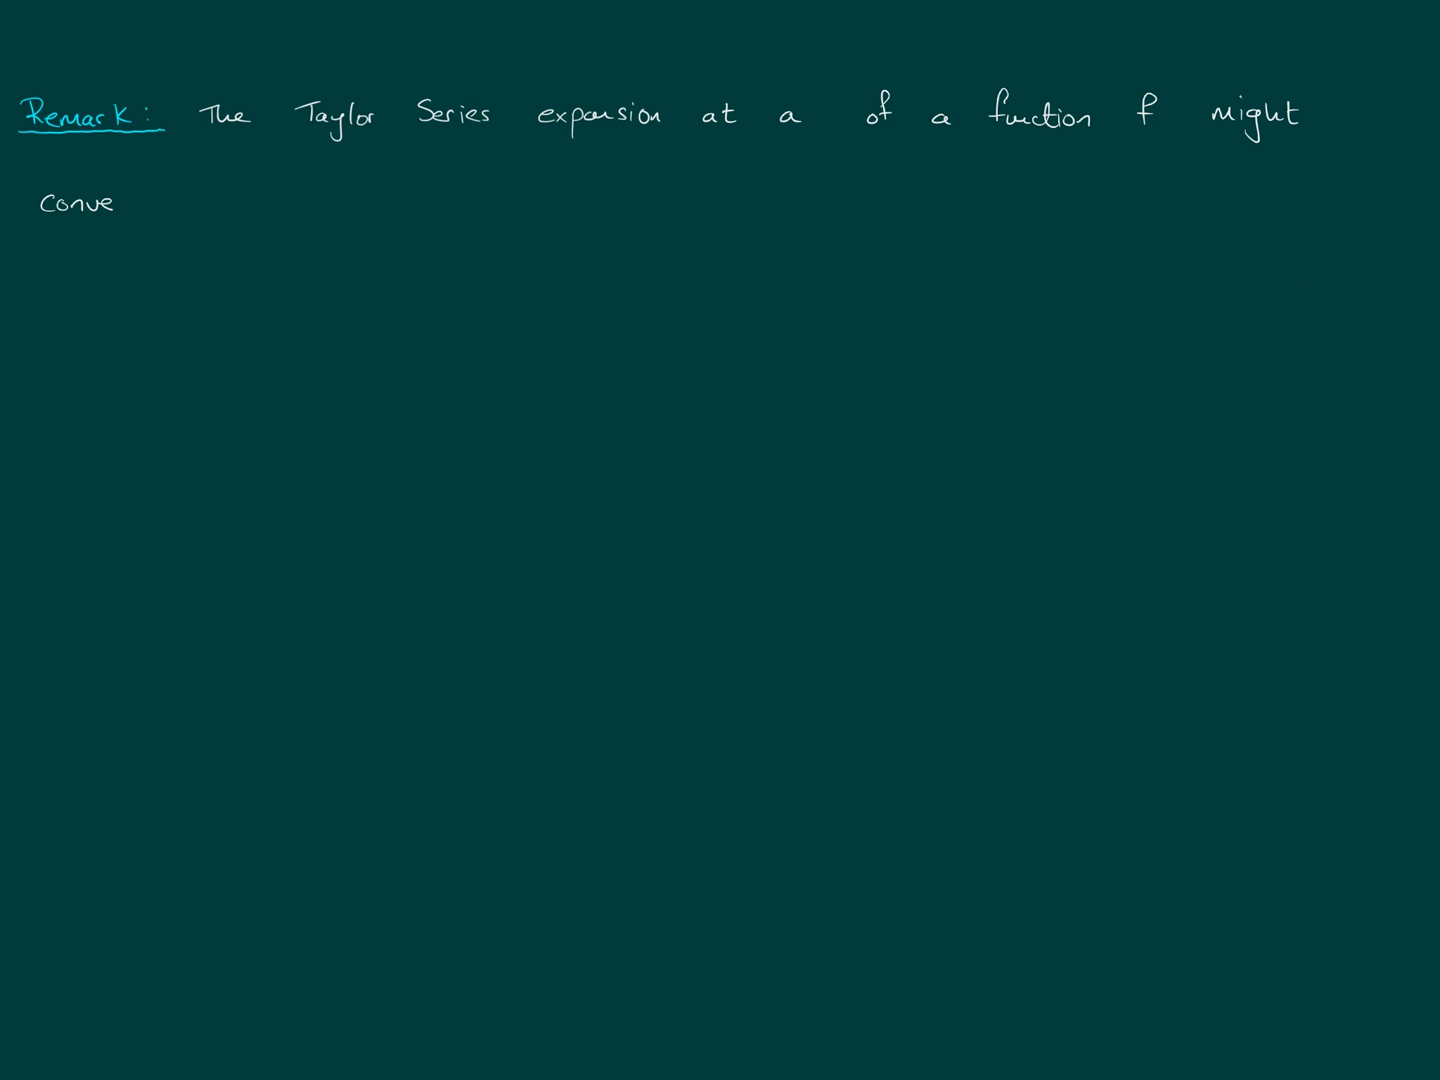 Remark: The Taylor Series expansion at a of a function f might
conve